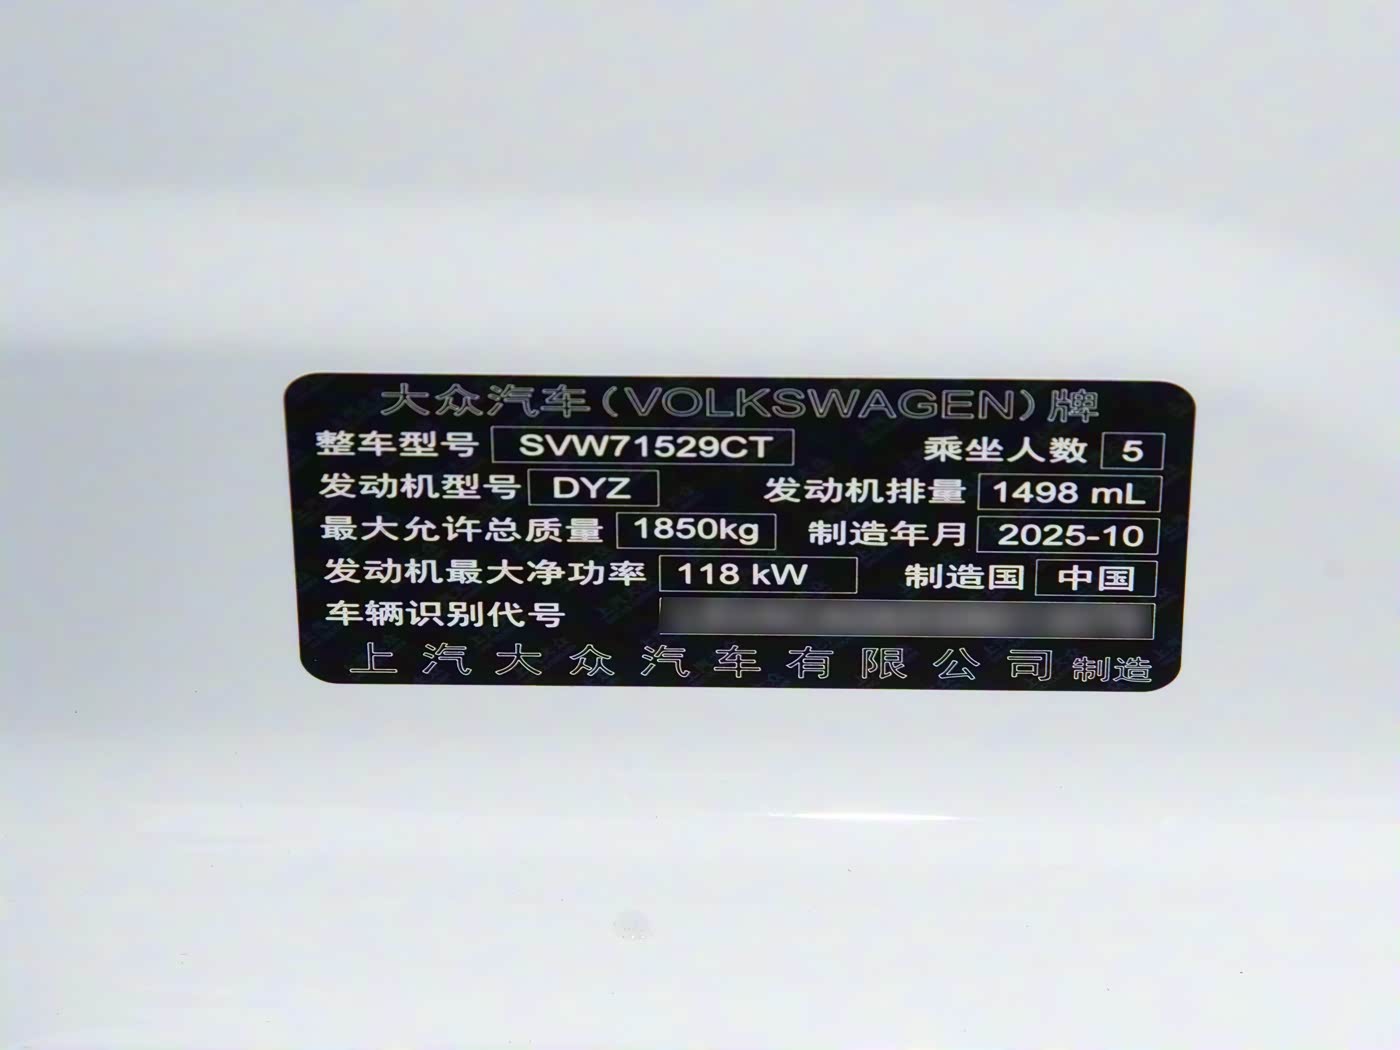 大众汽车(VOLKSWAGEN)牌
整车型号 SVW71529CT 乘坐人数 5
发动机型号 DYZ 发动机排量 1498 mL
最大允许总质量 1850kg 制造年月 2025-10
发动机最大净功率 118 kW 制造国 中国
车辆识别代号
上汽大众汽车有限公司 制造